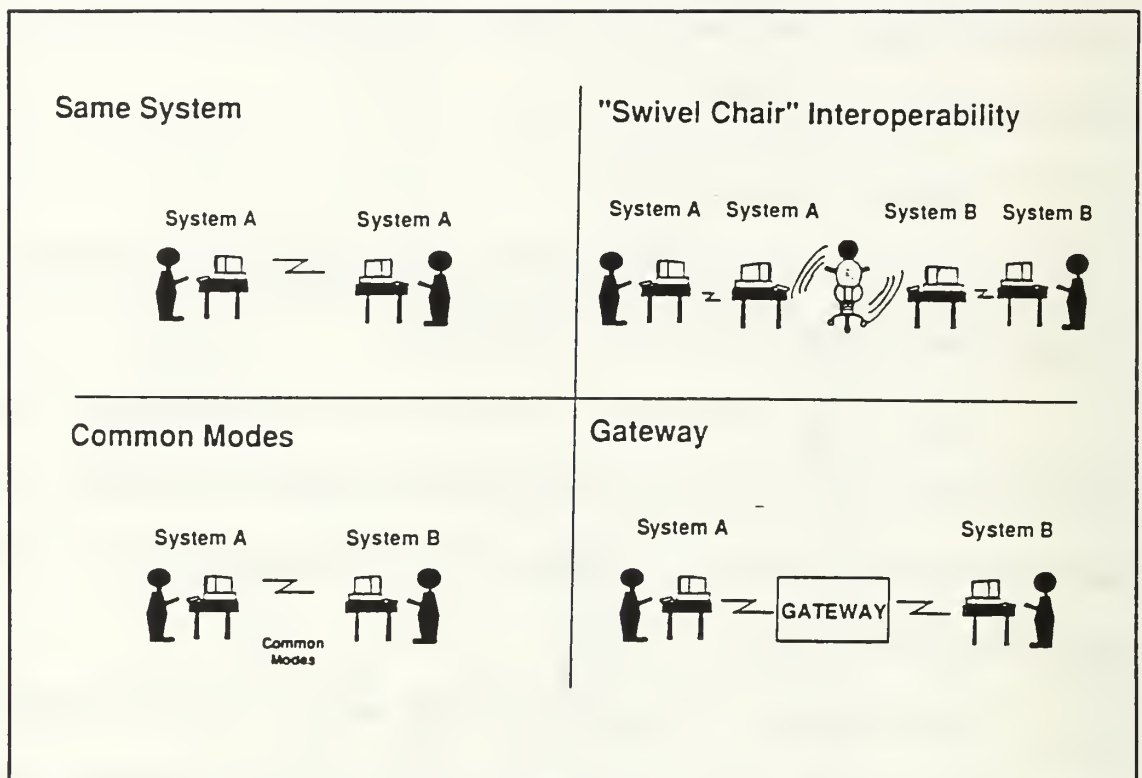 Same System
System A System A
"Swivel Chair" Interoperability
System A System A System B System B
Common Modes
System A System B
Common
Modes
Gateway
System A System B
GATEWAY